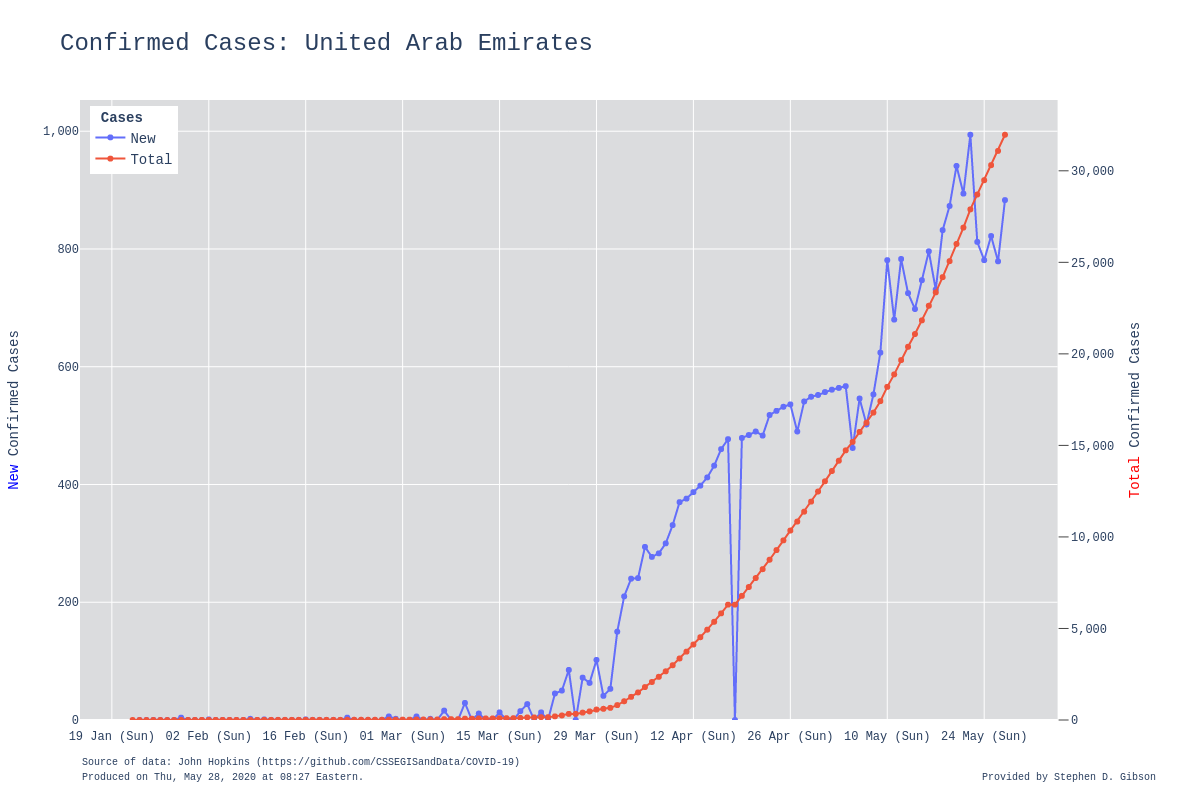 Confirmed Cases: United Arab Emirates
Cases
New
Total
1,000
800
600
400
200
0
30,000
25,000
20,000
15,000
10,000
5,000
0
New Confirmed Cases
Total Confirmed Cases
19 Jan (Sun) 02 Feb (Sun) 16 Feb (Sun) 01 Mar (Sun) 15 Mar (Sun) 29 Mar (Sun) 12 Apr (Sun) 26 Apr (Sun) 10 May (Sun) 24 May (Sun)
Source of data: John Hopkins (https://github.com/CSSEGISandData/COVID-19)
Produced on Thu, May 28, 2020 at 08:27 Eastern.
Provided by Stephen D. Gibson